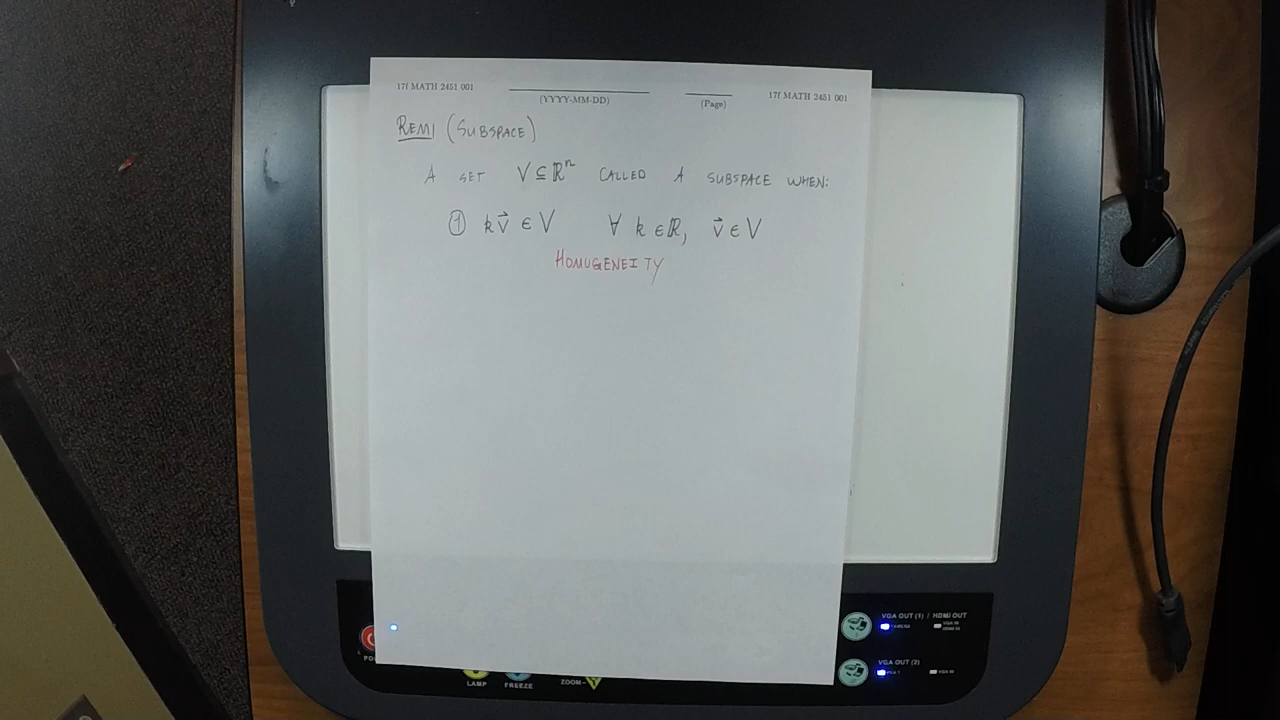 17f MATH 2451 001
(YYYY-MM-DD)
(Page)
17f MATH 2451 001
REMI (SUBSPACE)
A SET V ⊆ ℝⁿ CALLED A SUBSPACE WHEN:
① kv⃗ ∈ V ∀ k ∈ ℝ, v⃗ ∈ V
HOMOGENEITY
VGA OUT (1) / HDMI OUT
VGA OUT (2)
LAMP
FREEZE
ZOOM-